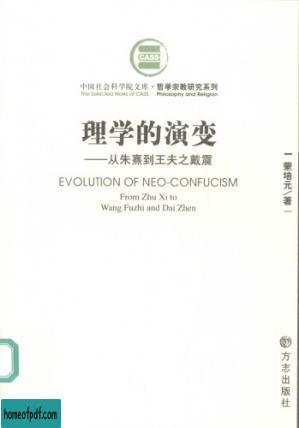 CASS
中国社会科学院文库·哲学宗教研究系列
The Selected Works of CASS Philosophy and Religion
理学的演变
——从朱熹到王夫之戴震
EVOLUTION OF NEO-CONFUCISM
From Zhu Xi to
Wang Fuzhi and Dai Zhen
蒙培元/著
方志出版社
homeofpdf.com
homeofpdf.com